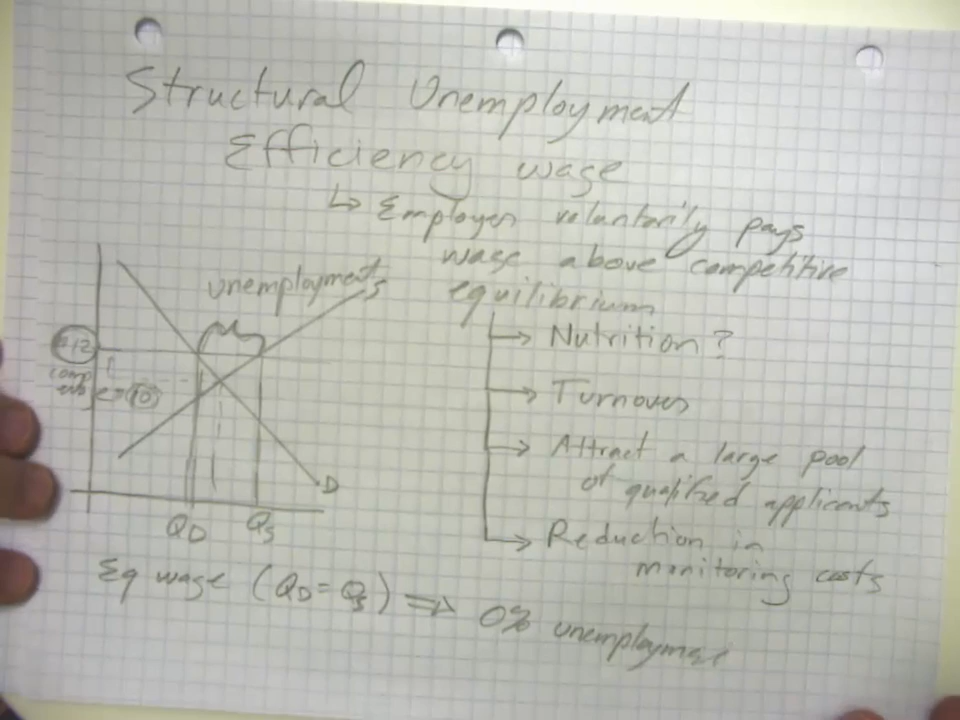 Structural Unemployment
Efficiency wage
↳ Employer voluntarily pays
wage above competitive
equilibrium
unemployment
S
→ Nutrition?
$12
comp
→ Turnover
10
→ Attract a large pool
of qualified applicants
D
QD QS
→ Reduction in
monitoring costs
Eq wage (QD = QS) ⇒ 0% unemployment